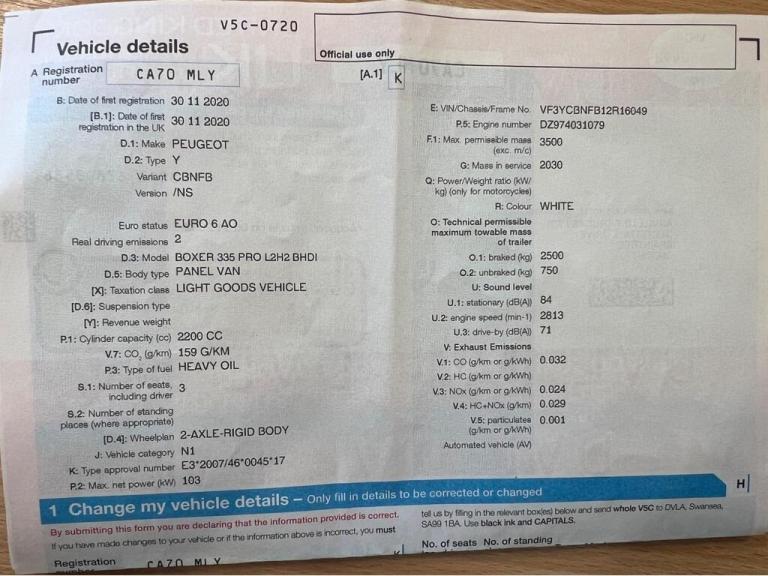 V5C-0720
Vehicle details
Official use only
A Registration number CA70 MLY
[A.1] K
B: Date of first registration 30 11 2020
[B.1]: Date of first registration in the UK 30 11 2020
D.1: Make PEUGEOT
D.2: Type Y
Variant CBNFB
Version /NS
Euro status EURO 6 AO
Real driving emissions 2
D.3: Model BOXER 335 PRO L2H2 BHDI
D.5: Body type PANEL VAN
[X]: Taxation class LIGHT GOODS VEHICLE
[D.6]: Suspension type
[Y]: Revenue weight
P.1: Cylinder capacity (cc) 2200 CC
V.7: CO2 (g/km) 159 G/KM
P.3: Type of fuel HEAVY OIL
S.1: Number of seats, including driver 3
S.2: Number of standing places (where appropriate)
[D.4]: Wheelplan 2-AXLE-RIGID BODY
J: Vehicle category N1
K: Type approval number E3*2007/46*0045*17
P.2: Max. net power (kW) 103
E: VIN/Chassis/Frame No. VF3YCBNFB12R16049
P.5: Engine number DZ974031079
F.1: Max. permissible mass (exc. m/c) 3500
G: Mass in service 2030
Q: Power/Weight ratio (kW/kg) (only for motorcycles)
R: Colour WHITE
O: Technical permissible maximum towable mass of trailer
O.1: braked (kg) 2500
O.2: unbraked (kg) 750
U: Sound level
U.1: stationary (dB(A)) 84
U.2: engine speed (min-1) 2813
U.3: drive-by (dB(A)) 71
V: Exhaust Emissions
V.1: CO (g/km or g/kWh) 0.032
V.2: HC (g/km or g/kWh)
V.3: NOx (g/km or g/kWh) 0.024
V.4: HC+NOx (g/km) 0.029
V.5: particulates (g/km or g/kWh) 0.001
Automated vehicle (AV)
1 Change my vehicle details – Only fill in details to be corrected or changed
H
By submitting this form you are declaring that the information provided is correct.
If you have made changes to your vehicle or if the information above is incorrect, you must
tell us by filling in the relevant box(es) below and send whole V5C to DVLA, Swansea,
SA99 1BA. Use black ink and CAPITALS.
Registration number CA70 MLY
K
No. of seats No. of standing